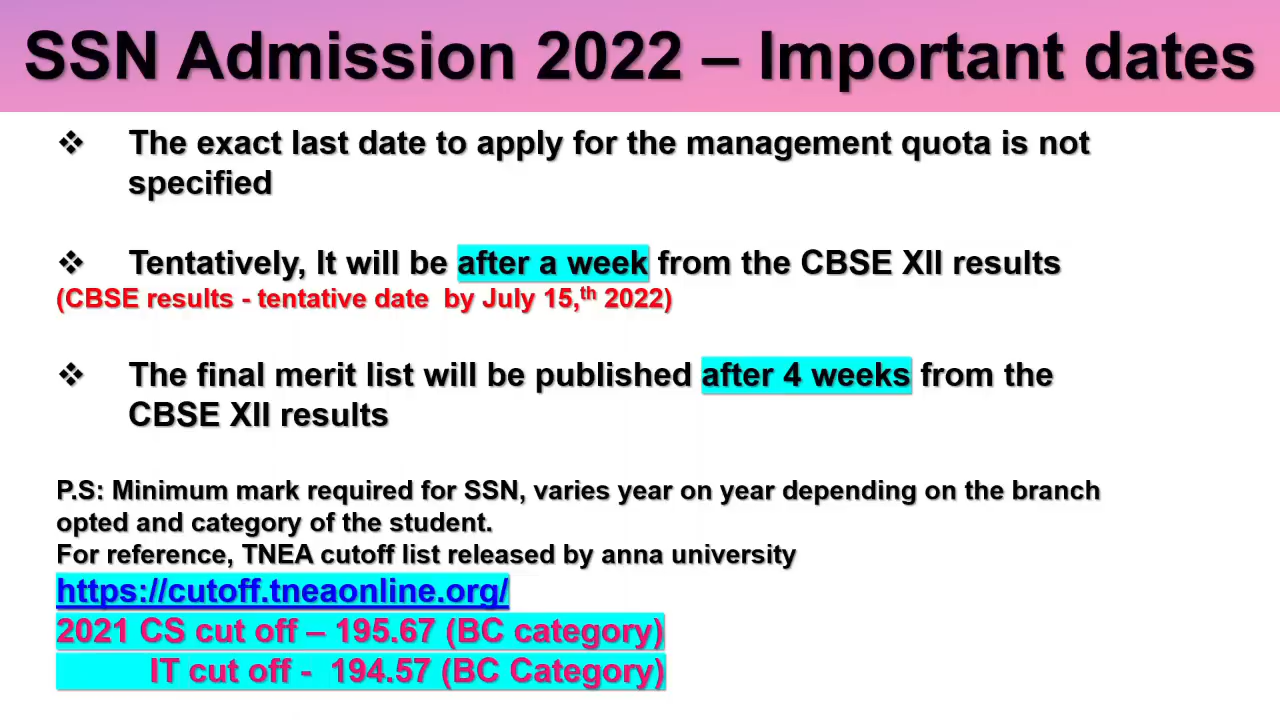 SSN Admission 2022 – Important dates
❖ The exact last date to apply for the management quota is not
specified
❖ Tentatively, It will be after a week from the CBSE XII results
(CBSE results - tentative date by July 15,th 2022)
❖ The final merit list will be published after 4 weeks from the
CBSE XII results
P.S: Minimum mark required for SSN, varies year on year depending on the branch
opted and category of the student.
For reference, TNEA cutoff list released by anna university
https://cutoff.tneaonline.org/
2021 CS cut off – 195.67 (BC category)
IT cut off - 194.57 (BC Category)